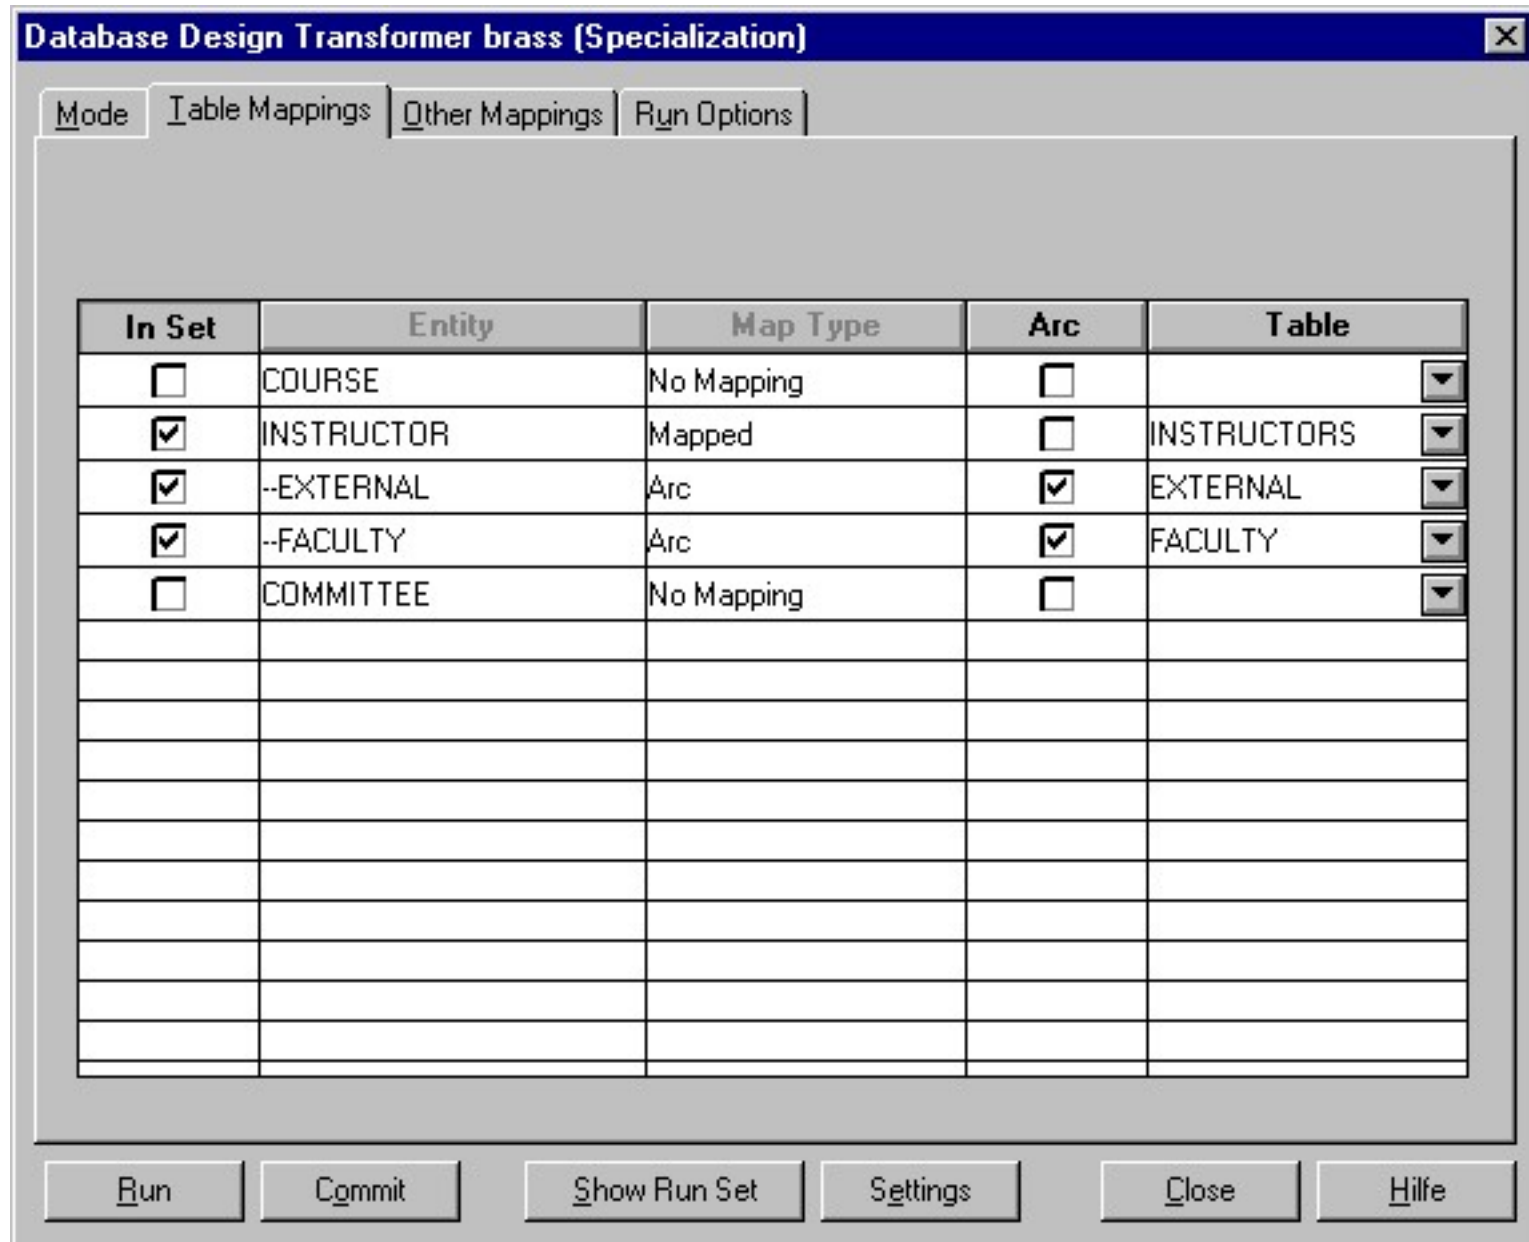 Database Design Transformer brass (Specialization)
Mode Table Mappings Other Mappings Run Options
In Set Entity Map Type Arc Table
COURSE No Mapping
INSTRUCTOR Mapped INSTRUCTORS
--EXTERNAL Arc EXTERNAL
--FACULTY Arc FACULTY
COMMITTEE No Mapping
Run Commit Show Run Set Settings Close Hilfe